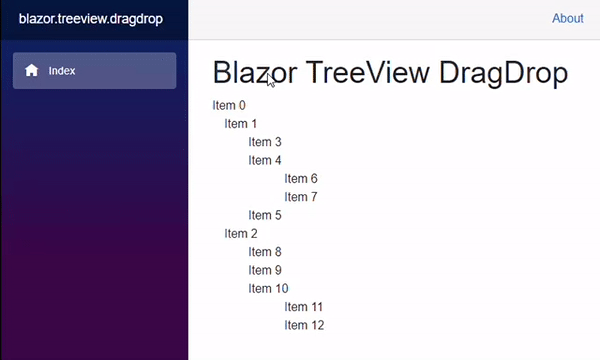 blazor.treeview.dragdrop
About
Index
Blazor TreeView DragDrop
Item 0
Item 1
Item 3
Item 4
Item 6
Item 7
Item 5
Item 2
Item 8
Item 9
Item 10
Item 11
Item 12